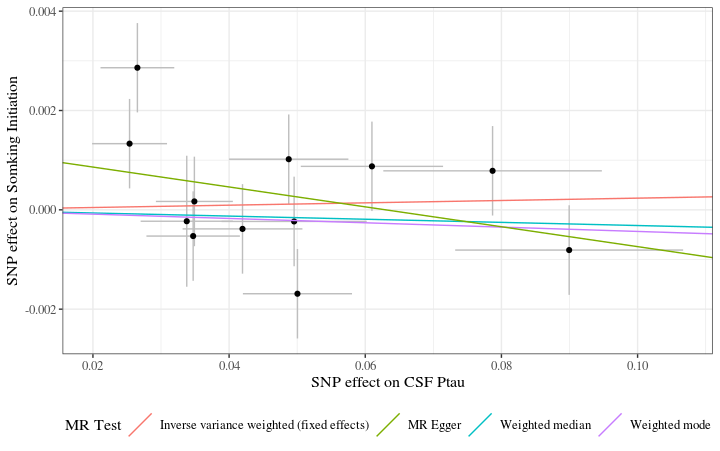 0.004
0.002
0.000
-0.002
SNP effect on Somking Initiation
0.02 0.04 0.06 0.08 0.10
SNP effect on CSF Ptau
MR Test Inverse variance weighted (fixed effects) MR Egger Weighted median Weighted mode